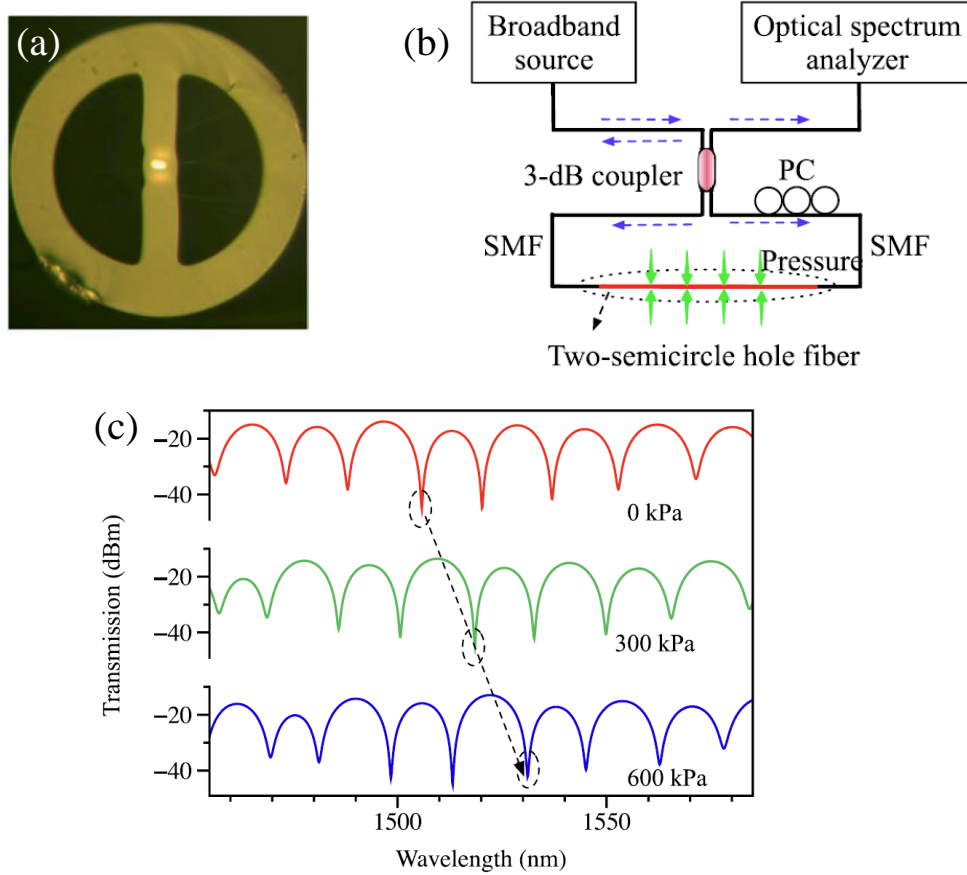 (a)
(b)
Broadband
source
Optical spectrum
analyzer
3-dB coupler
PC
SMF
SMF
Pressure
Two-semicircle hole fiber
(c)
Transmission (dBm)
−20
−40
0 kPa
−20
−40
300 kPa
−20
−40
600 kPa
1500
1550
Wavelength (nm)